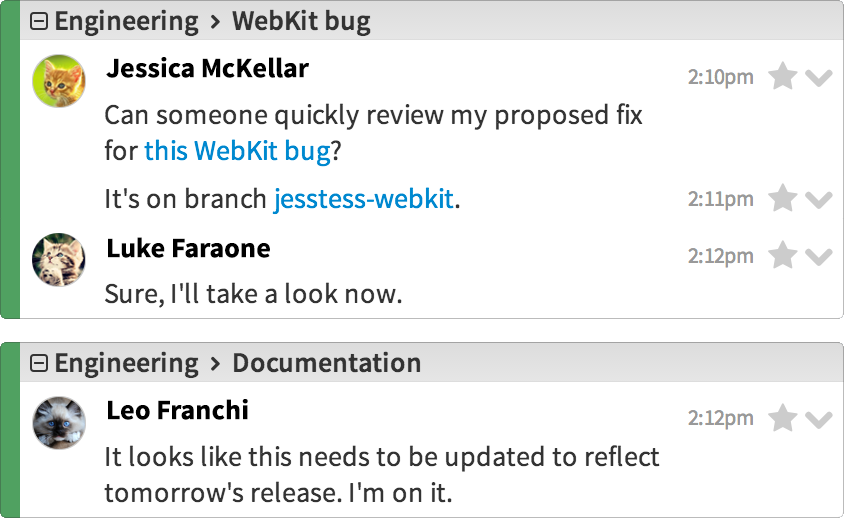 Engineering › WebKit bug
Jessica McKellar 2:10pm
Can someone quickly review my proposed fix
for this WebKit bug?
It's on branch jesstess-webkit. 2:11pm
Luke Faraone 2:12pm
Sure, I'll take a look now.
Engineering › Documentation
Leo Franchi 2:12pm
It looks like this needs to be updated to reflect
tomorrow's release. I'm on it.